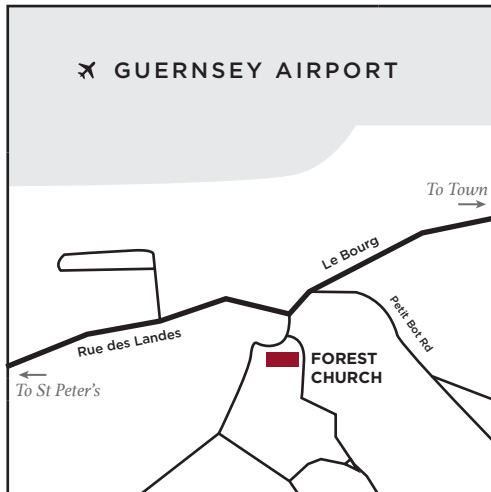 GUERNSEY AIRPORT
To Town
Le Bourg
Petit Bot Rd
Rue des Landes
FOREST
CHURCH
To St Peter's